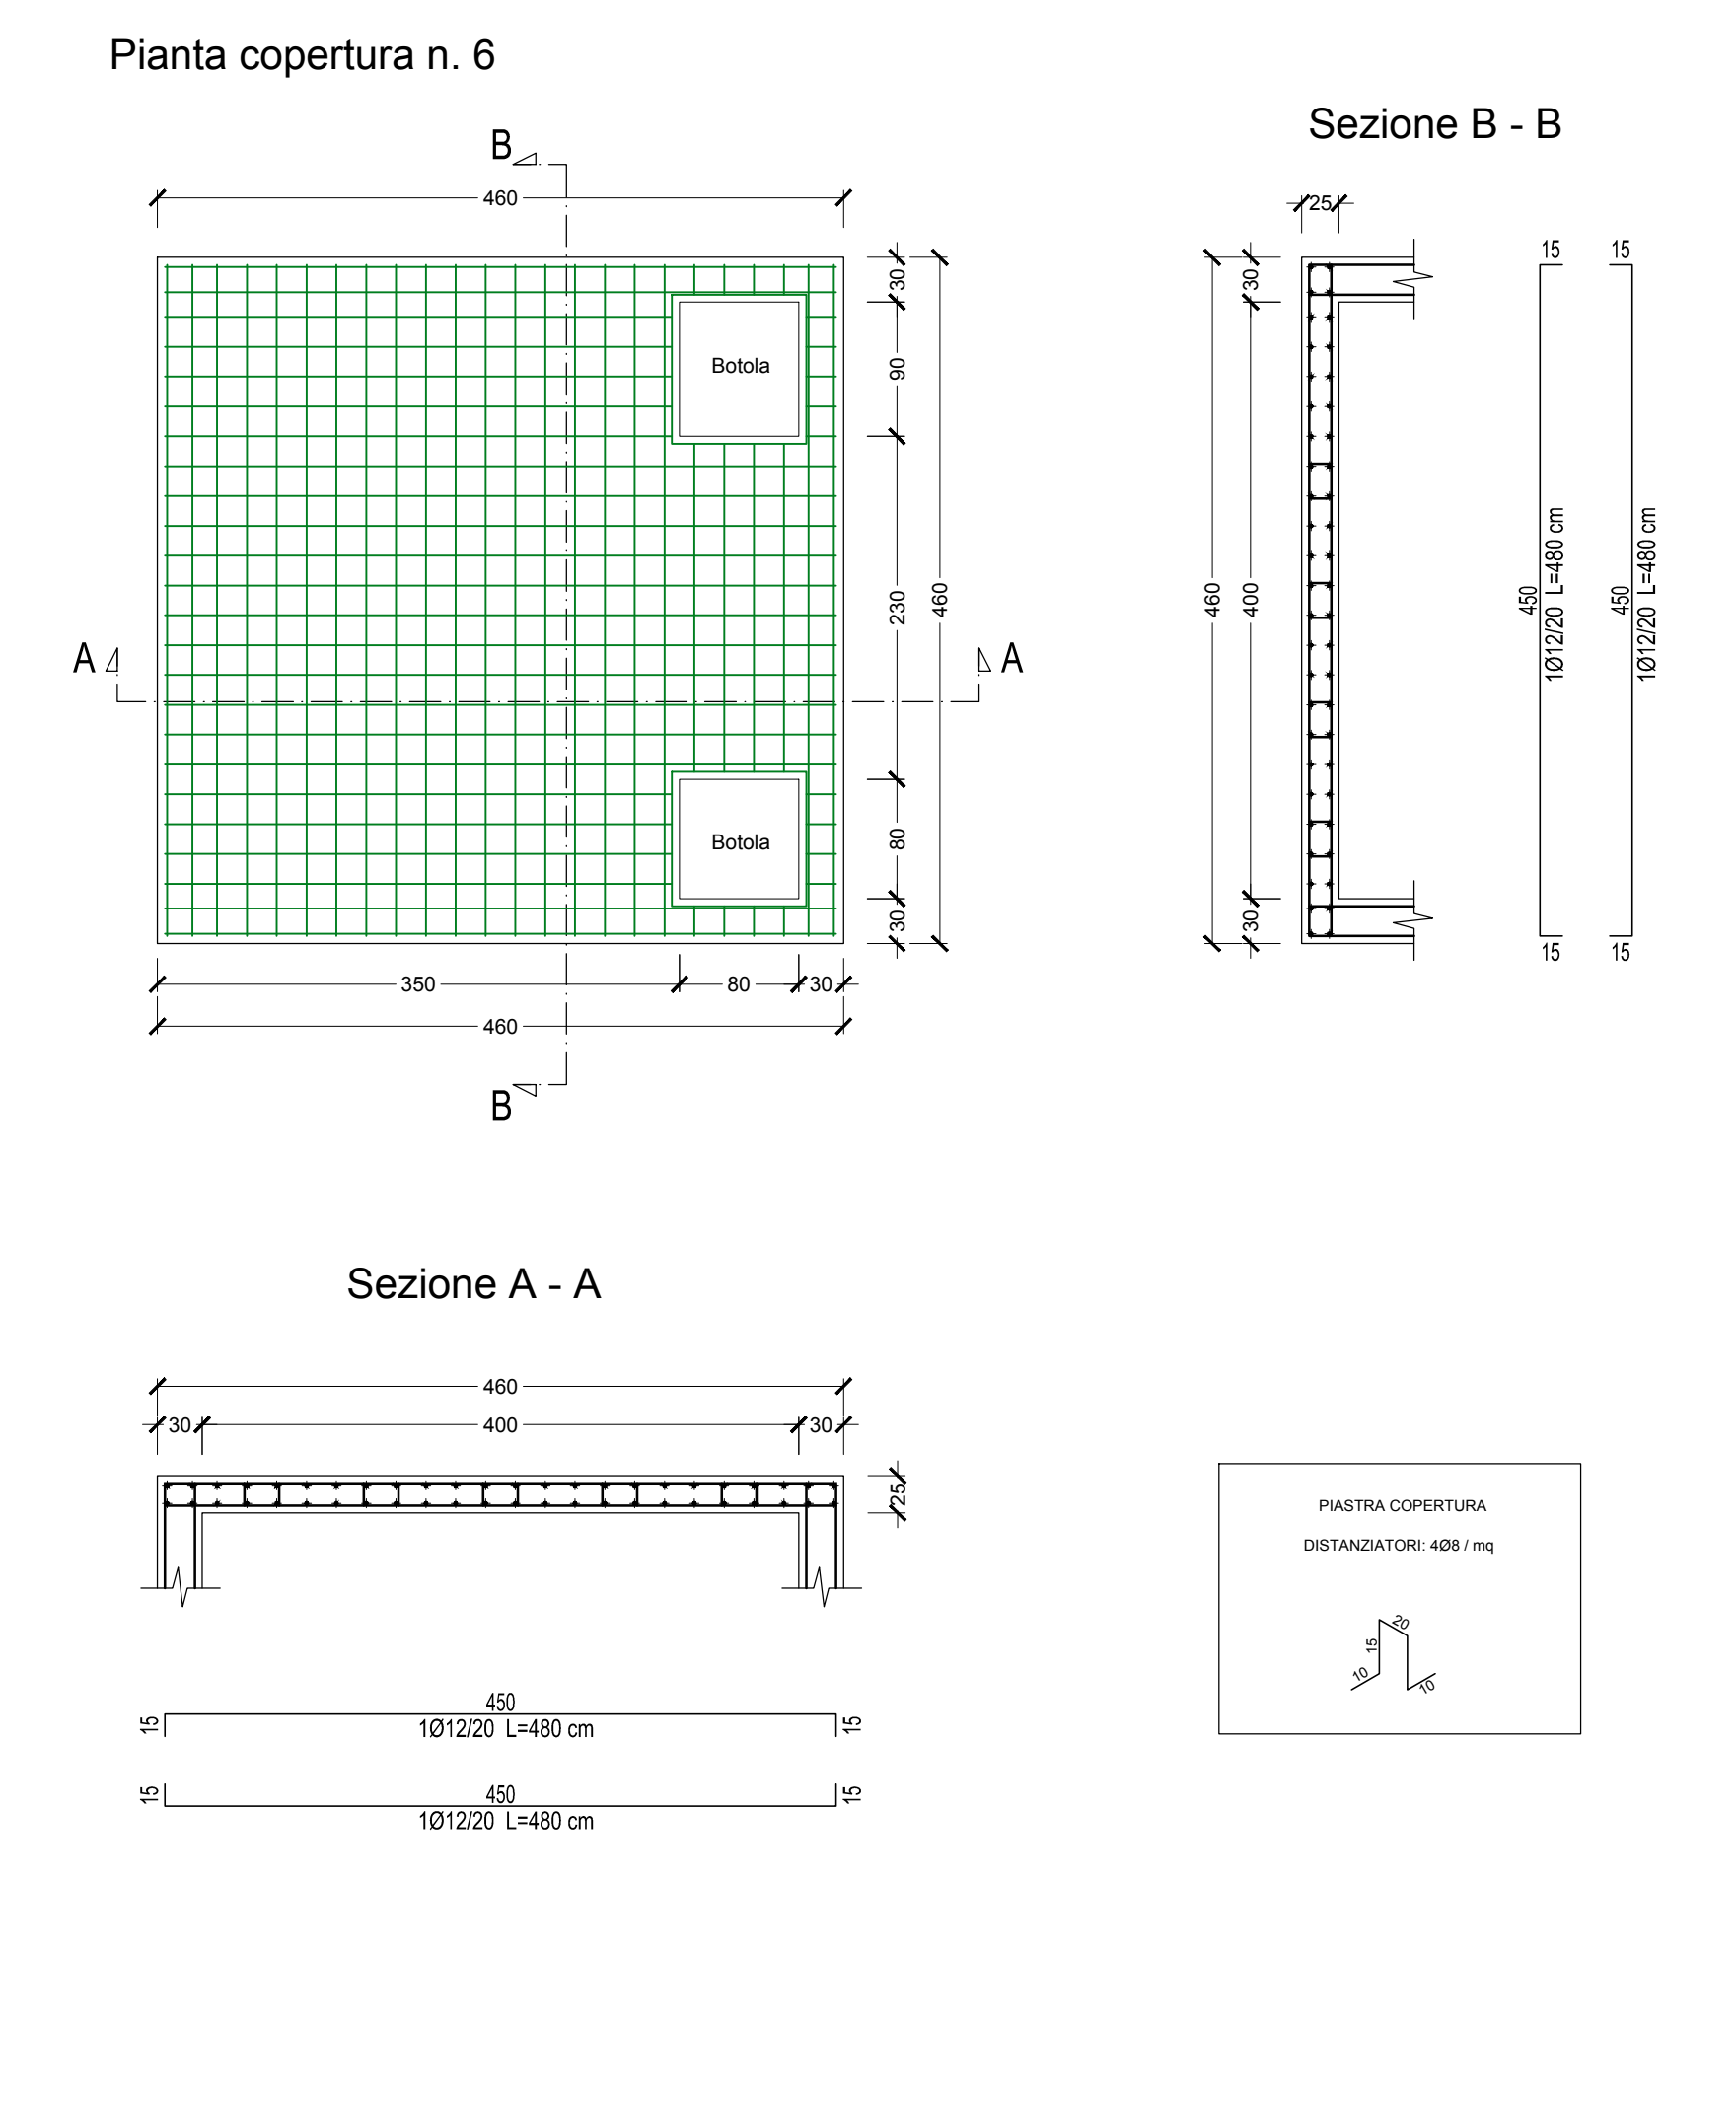 Pianta copertura n. 6
Sezione B - B
B
460
30
90
230
80
30
460
Botola
Botola
A
A
350
80
30
460
B
25
30
400
30
460
15
15
450
1Ø12/20 L=480 cm
450
1Ø12/20 L=480 cm
15
15
Sezione A - A
460
30
400
30
25
450
15
15
1Ø12/20 L=480 cm
450
15
15
1Ø12/20 L=480 cm
PIASTRA COPERTURA
DISTANZIATORI: 4Ø8 / mq
20
15
10
10